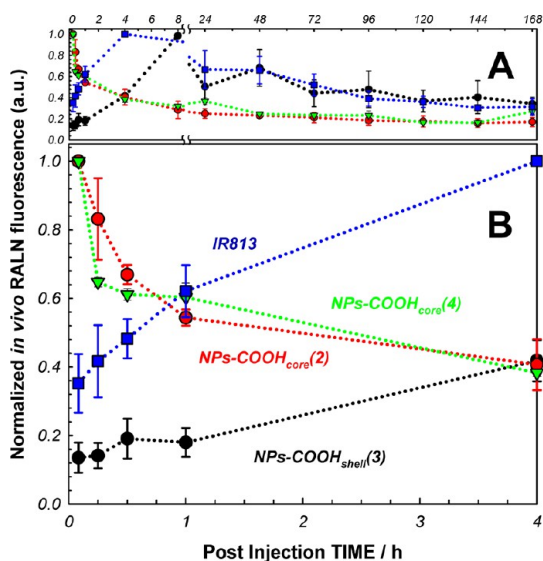 0 2 4 6 8 24 48 72 96 120 144 168
1.0
0.8
0.6
0.4
0.2
0.0
A
1.0
0.8
0.6
0.4
0.2
0.0
B
Normalized in vivo RALN fluorescence (a.u.)
IR813
NPs-COOHcore(4)
NPs-COOHcore(2)
NPs-COOHshell(3)
0 1 2 3 4
Post Injection TIME / h